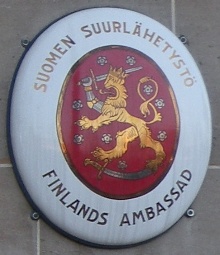 SUOMEN SUURLÄHETYSTÖ
FINLANDS AMBASSAD